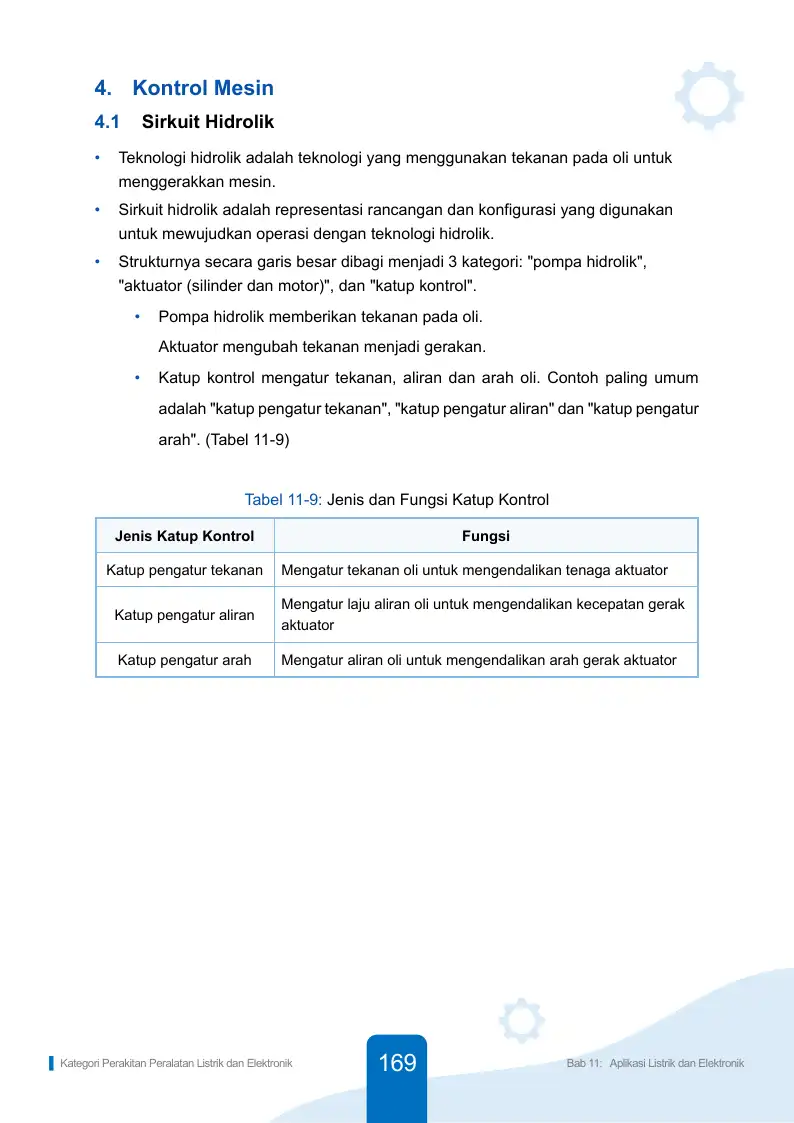 4. Kontrol Mesin
4.1 Sirkuit Hidrolik
• Teknologi hidrolik adalah teknologi yang menggunakan tekanan pada oli untuk
menggerakkan mesin.
• Sirkuit hidrolik adalah representasi rancangan dan konfigurasi yang digunakan
untuk mewujudkan operasi dengan teknologi hidrolik.
• Strukturnya secara garis besar dibagi menjadi 3 kategori: "pompa hidrolik",
"aktuator (silinder dan motor)", dan "katup kontrol".
• Pompa hidrolik memberikan tekanan pada oli.
Aktuator mengubah tekanan menjadi gerakan.
• Katup kontrol mengatur tekanan, aliran dan arah oli. Contoh paling umum
adalah "katup pengatur tekanan", "katup pengatur aliran" dan "katup pengatur
arah". (Tabel 11-9)
Tabel 11-9: Jenis dan Fungsi Katup Kontrol
Jenis Katup Kontrol Fungsi
Katup pengatur tekanan Mengatur tekanan oli untuk mengendalikan tenaga aktuator
Katup pengatur aliran Mengatur laju aliran oli untuk mengendalikan kecepatan gerak
aktuator
Katup pengatur arah Mengatur aliran oli untuk mengendalikan arah gerak aktuator
Kategori Perakitan Peralatan Listrik dan Elektronik 169 Bab 11: Aplikasi Listrik dan Elektronik